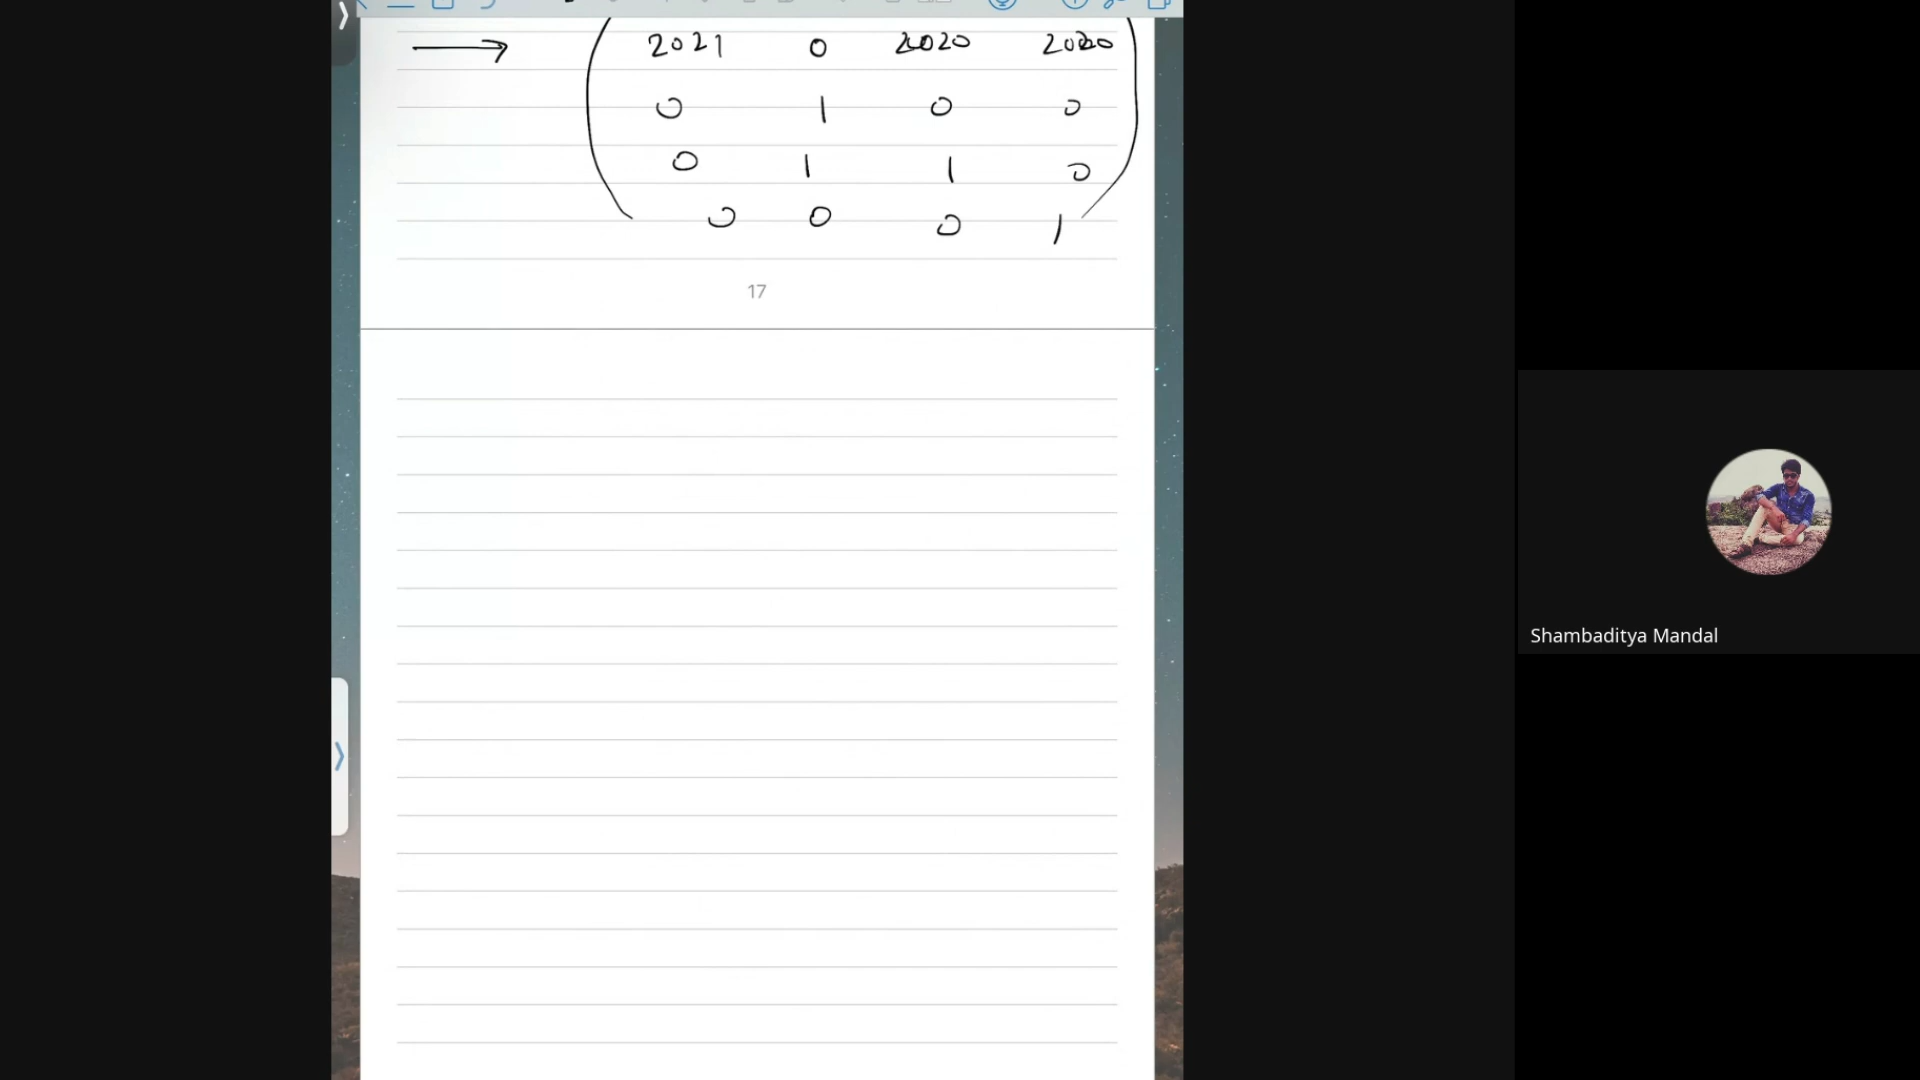 → 2021 0 2020 2020
0 1 0 0
0 1 1 0
0 0 0 1
17
Shambaditya Mandal